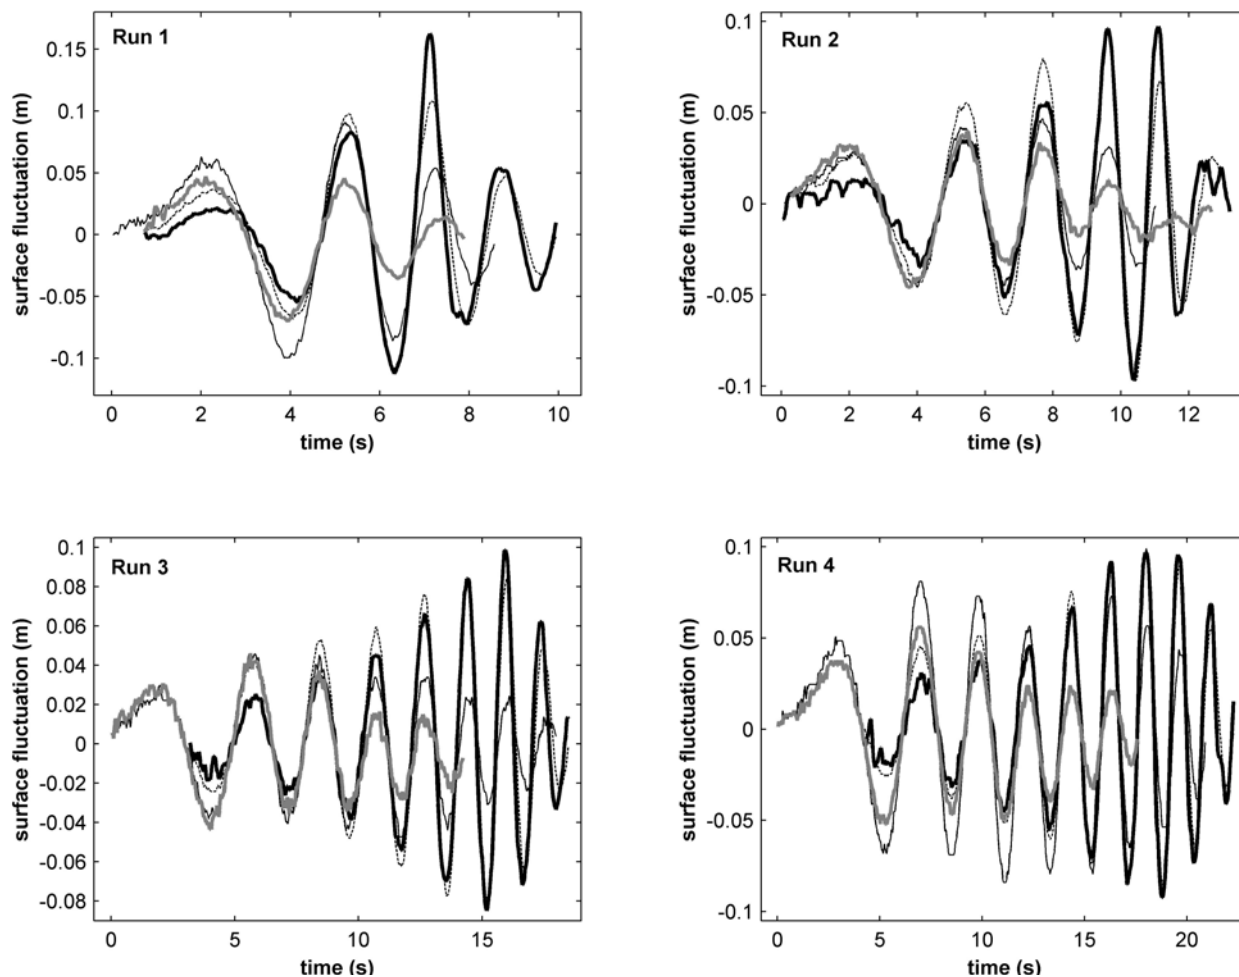 Run 1
surface fluctuation (m)
0.15
0.1
0.05
0
-0.05
-0.1
0 2 4 6 8 10
time (s)
Run 2
surface fluctuation (m)
0.1
0.05
0
-0.05
-0.1
0 2 4 6 8 10 12
time (s)
Run 3
surface fluctuation (m)
0.1
0.08
0.06
0.04
0.02
0
-0.02
-0.04
-0.06
-0.08
0 5 10 15
time (s)
Run 4
surface fluctuation (m)
0.1
0.05
0
-0.05
-0.1
0 5 10 15 20
time (s)